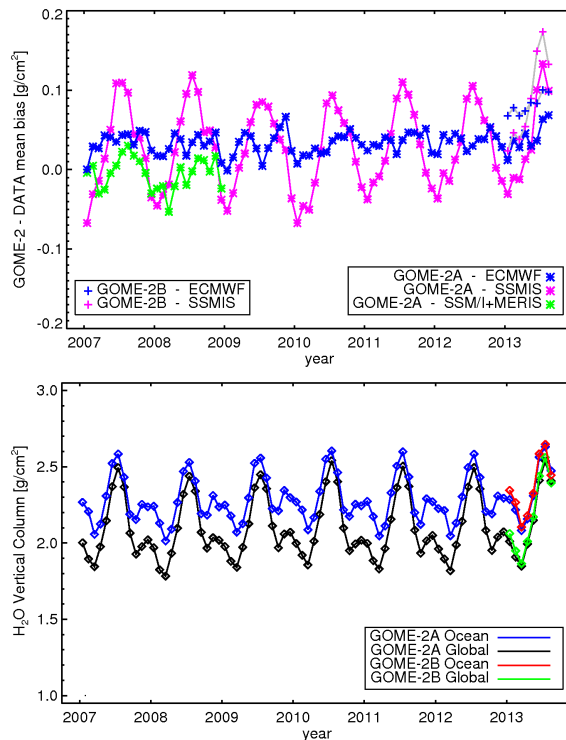 0.2
0.1
0.0
-0.1
-0.2
GOME-2 - DATA mean bias [g/cm2]
GOME-2B - ECMWF
GOME-2B - SSMIS
GOME-2A - ECMWF
GOME-2A - SSMIS
GOME-2A - SSM/I+MERIS
2007 2008 2009 2010 2011 2012 2013
year
3.0
2.5
2.0
1.5
1.0
H2O Vertical Column [g/cm2]
GOME-2A Ocean
GOME-2A Global
GOME-2B Ocean
GOME-2B Global
2007 2008 2009 2010 2011 2012 2013
year